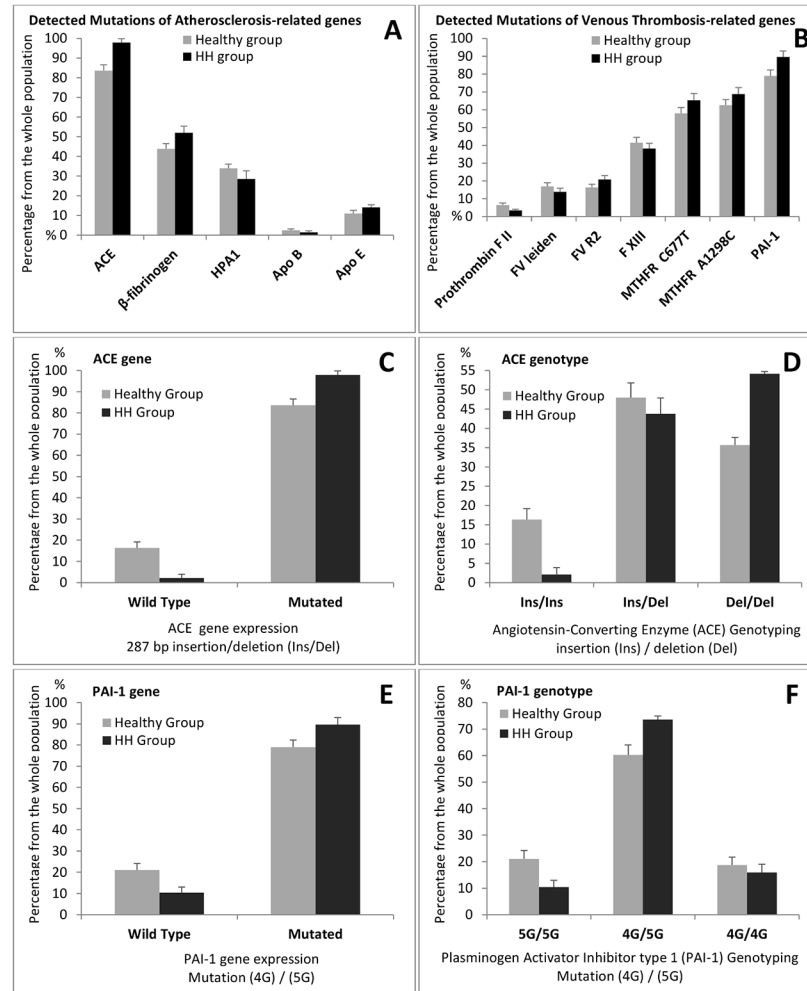 Detected Mutations of Atherosclerosis-related genes
A
Healthy group
HH group
Percentage from the whole population
100
90
80
70
60
50
40
30
20
10
% 0
ACE
β-fibrinogen
HPA1
Apo B
Apo E
Detected Mutations of Venous Thrombosis-related genes
B
Healthy group
HH group
Percentage from the whole population
100
90
80
70
60
50
40
30
20
10
% 0
Prothrombin F II
FV leiden
FV R2
F XIII
MTHFR C677T
MTHFR A1298C
PAI-1
%
ACE gene
C
Healthy Group
HH Group
Percentage from the whole population
100
90
80
70
60
50
40
30
20
10
0
Wild Type
Mutated
ACE gene expression
287 bp insertion/deletion (Ins/Del)
%
ACE genotype
D
Healthy Group
HH Group
Percentage from the whole population
55
50
45
40
35
30
25
20
15
10
5
0
Ins/Ins
Ins/Del
Del/Del
Angiotensin-Converting Enzyme (ACE) Genotyping
insertion (Ins) / deletion (Del)
%
PAI-1 gene
E
Healthy Group
HH Group
Percentage from the whole population
100
90
80
70
60
50
40
30
20
10
0
Wild Type
Mutated
PAI-1 gene expression
Mutation (4G) / (5G)
%
PAI-1 genotype
F
Healthy Group
HH Group
Percentage from the whole population
80
70
60
50
40
30
20
10
0
5G/5G
4G/5G
4G/4G
Plasminogen Activator Inhibitor type 1 (PAI-1) Genotyping
Mutation (4G) / (5G)